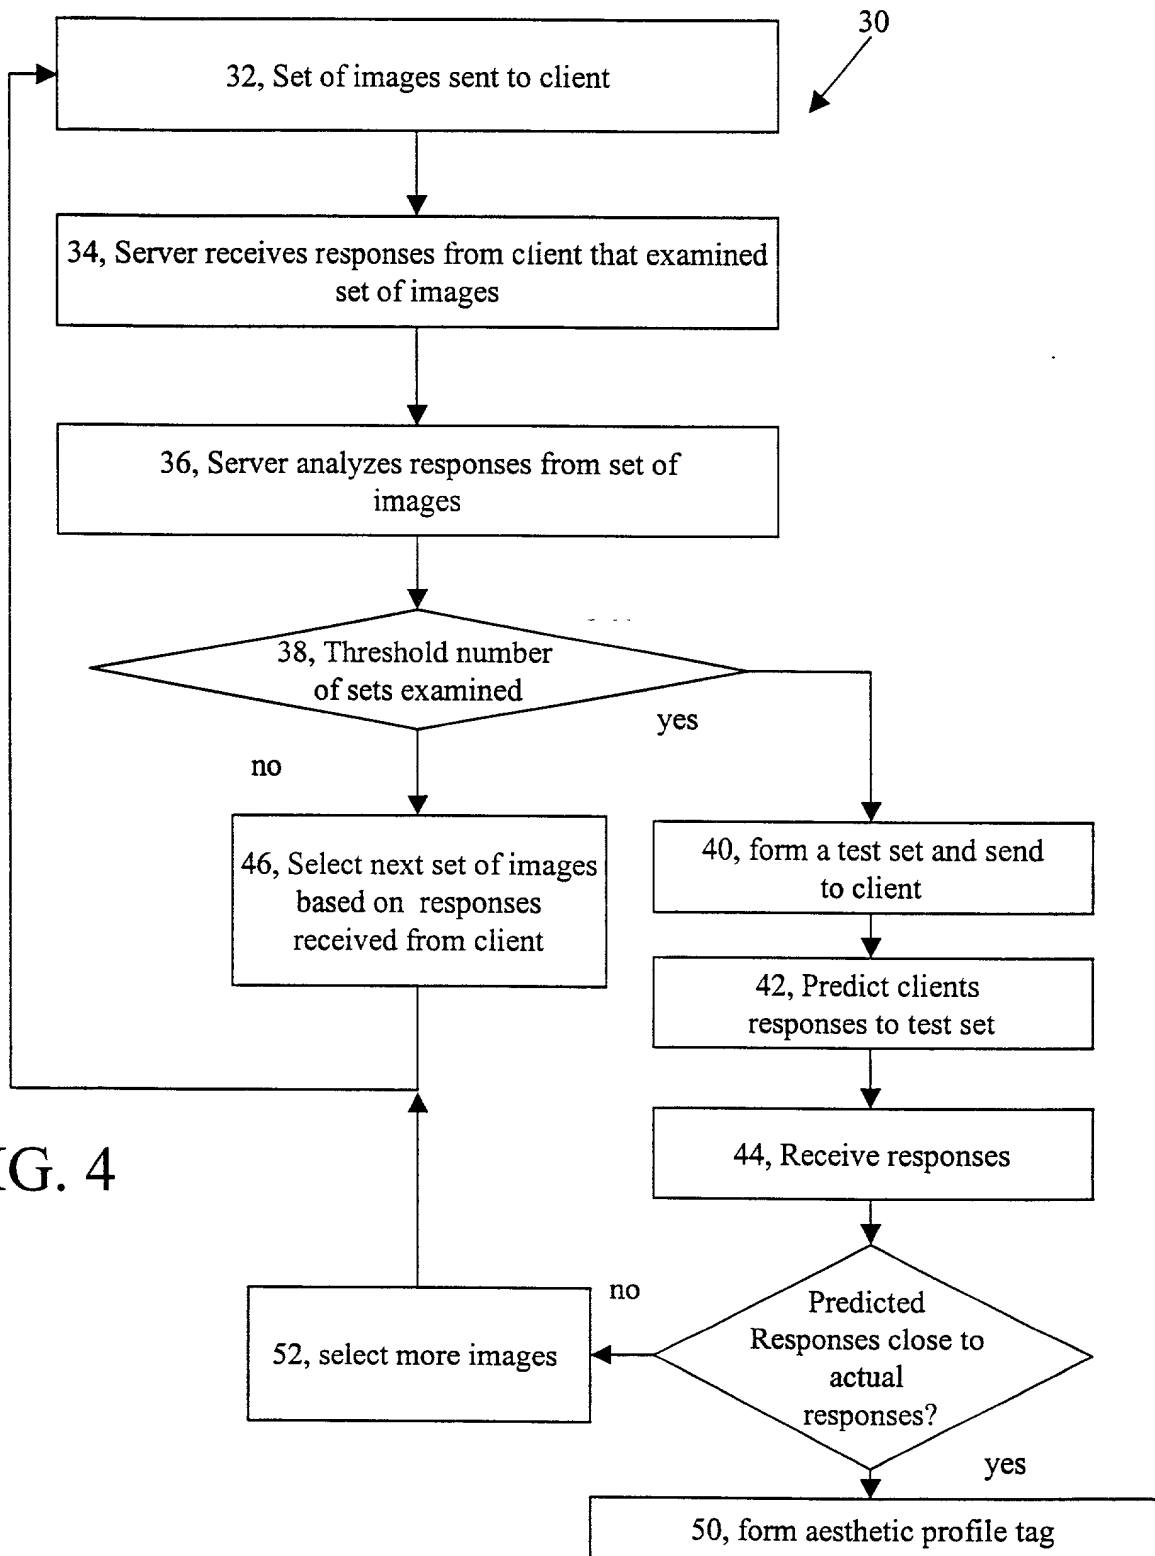 30
32, Set of images sent to client
34, Server receives responses from client that examined
set of images
36, Server analyzes responses from set of
images
38, Threshold number
of sets examined
yes
no
46, Select next set of images
based on responses
received from client
40, form a test set and send
to client
42, Predict clients
responses to test set
44, Receive responses
IG. 4
no
Predicted
Responses close to
actual
responses?
52, select more images
yes
50, form aesthetic profile tag